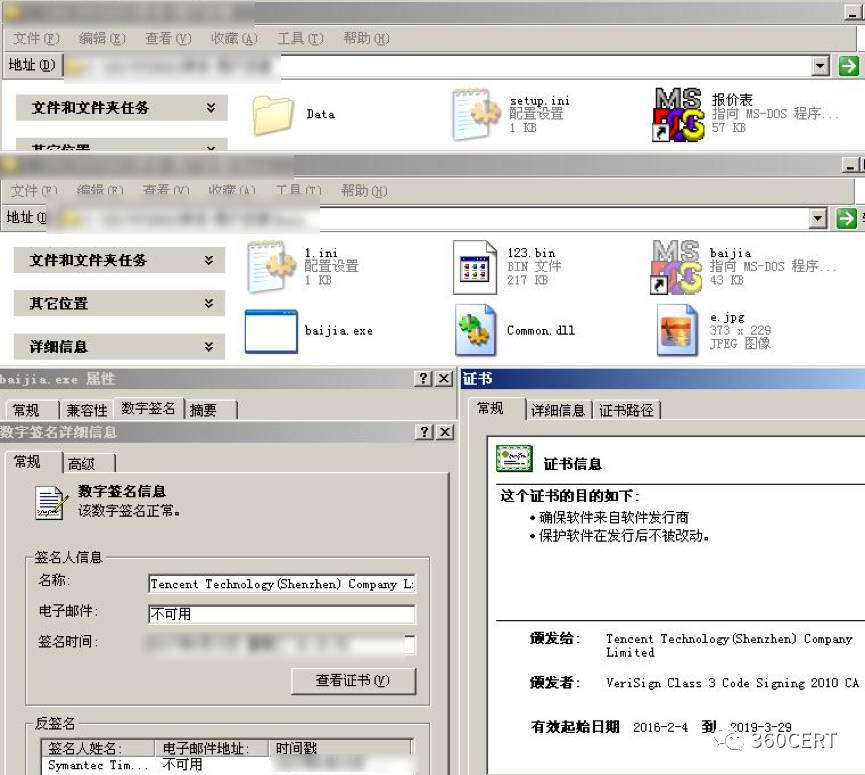 文件(F) 编辑(E) 查看(V) 收藏(A) 工具(T) 帮助(H)
地址(D)
文件和文件夹任务
Data
setup.ini
配置设置
1 KB
报价表
指向 MS-DOS 程序...
57 KB
其它位置
文件(F) 编辑(E) 查看(V) 收藏(A) 工具(T) 帮助(H)
地址(D)
文件和文件夹任务
其它位置
详细信息
1.ini
配置设置
1 KB
123.bin
BIN 文件
217 KB
baijia
指向 MS-DOS 程序...
43 KB
baijia.exe
Common.dll
e.jpg
373 x 229
JPEG 图像
baijia.exe 属性
常规 兼容性 数字签名 摘要
数字签名详细信息
常规 高级
数字签名信息
该数字签名正常。
签名人信息
名称:
Tencent Technology(Shenzhen) Company L
电子邮件:
不可用
签名时间:
查看证书(V)
反签名
签名人姓名: 电子邮件地址: 时间戳
Symantec Tim... 不可用
证书
常规 详细信息 证书路径
证书信息
这个证书的目的如下:
•确保软件来自软件发行商
•保护软件在发行后不被改动。
颁发给: Tencent Technology(Shenzhen) Company
Limited
颁发者: VeriSign Class 3 Code Signing 2010 CA
有效起始日期 2016-2-4 到 2019-3-29
360CERT